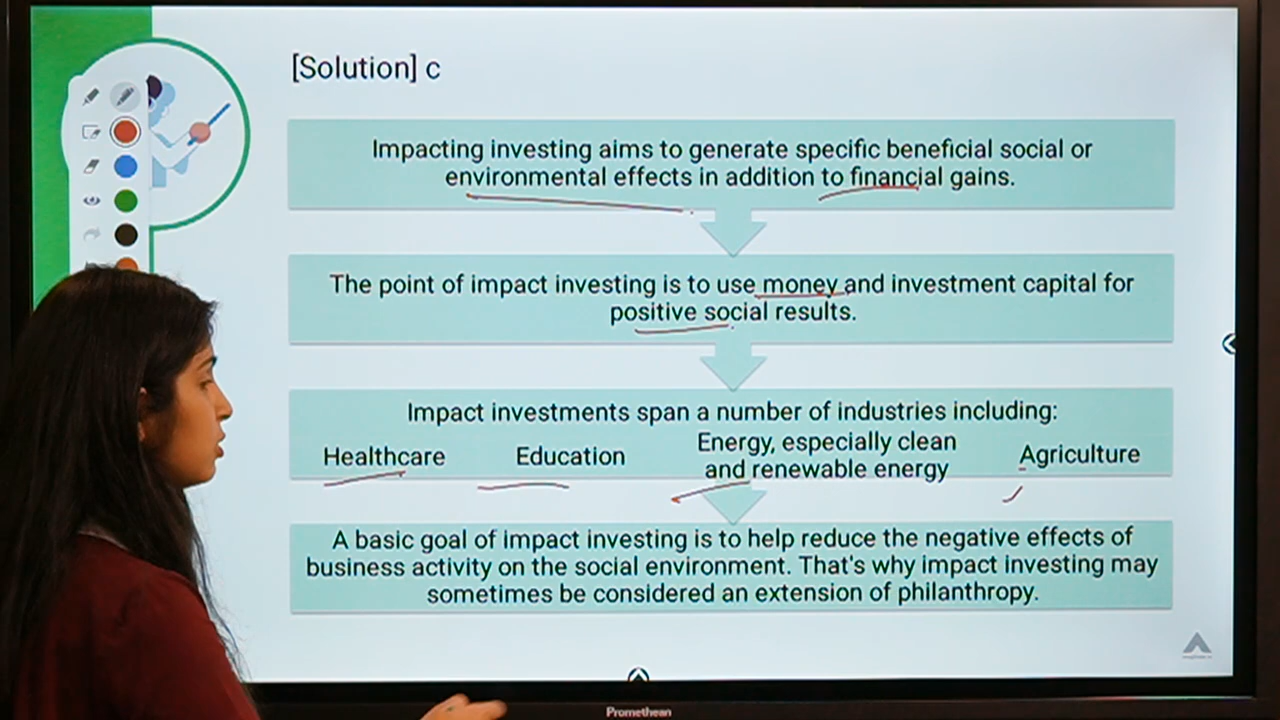 [Solution] c
Impacting investing aims to generate specific beneficial social or
environmental effects in addition to financial gains.
The point of impact investing is to use money and investment capital for
positive social results.
Impact investments span a number of industries including:
Healthcare
Education
Energy, especially clean
and renewable energy
Agriculture
A basic goal of impact investing is to help reduce the negative effects of
business activity on the social environment. That's why impact investing may
sometimes be considered an extension of philanthropy.
Promethean